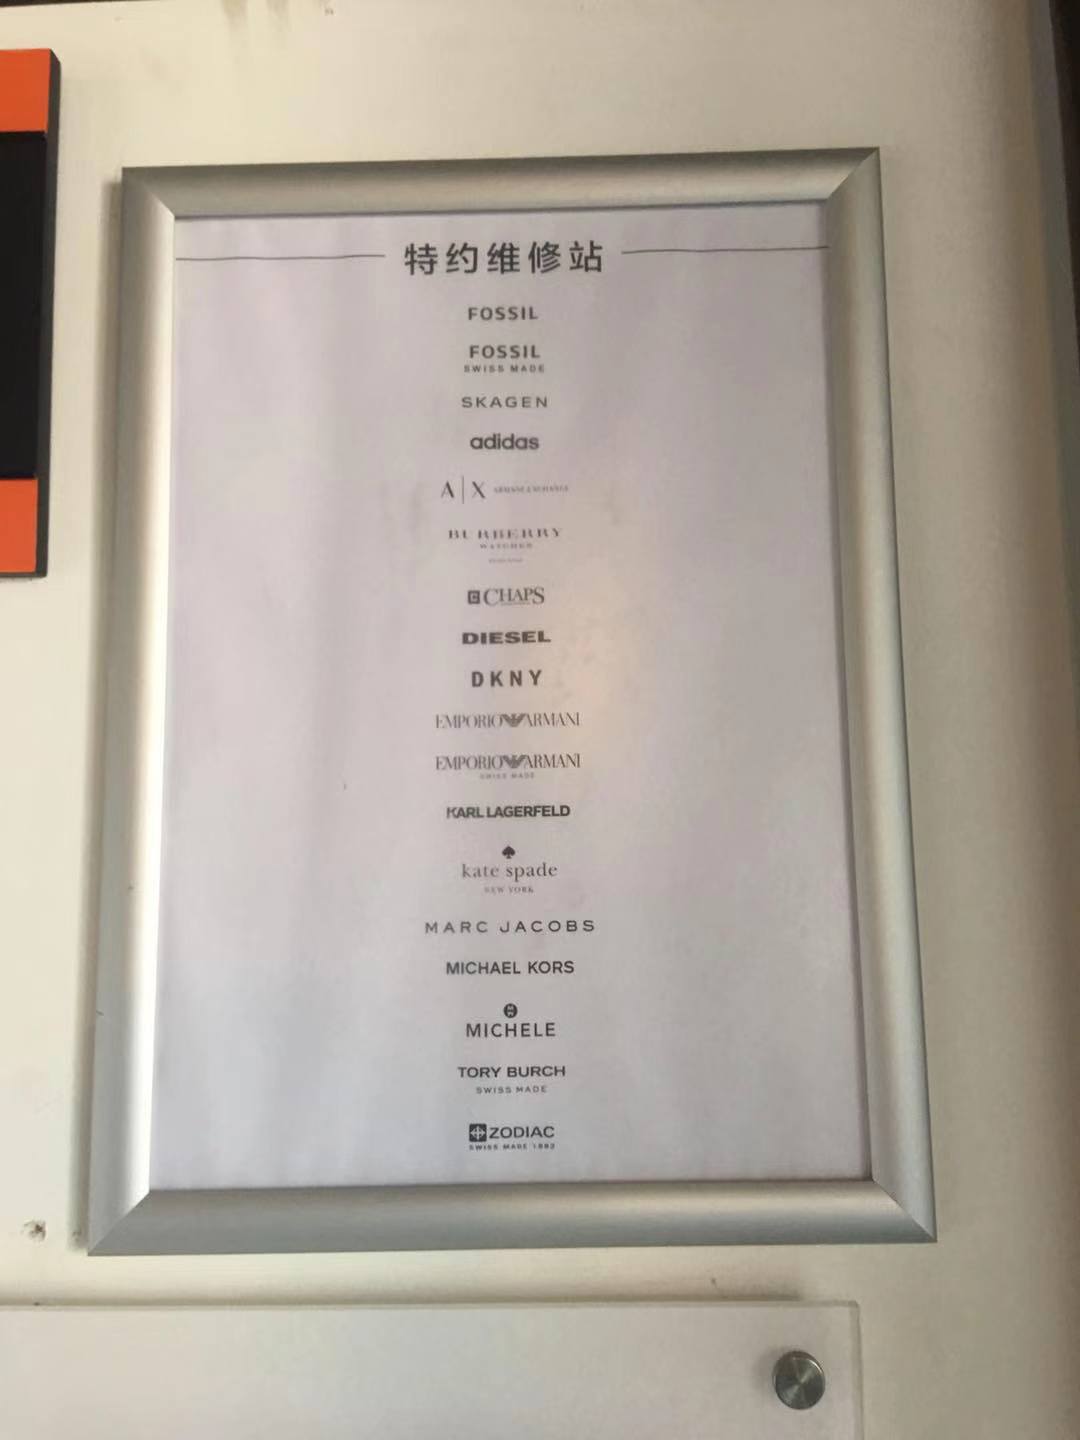 特约维修站
FOSSIL
FOSSIL
SWISS MADE
SKAGEN
adidas
A|X ARMANI EXCHANGE
BURBERRY
WATCHES
CHAPS
DIESEL
DKNY
EMPORIO ARMANI
EMPORIO ARMANI
SWISS MADE
KARL LAGERFELD
kate spade
NEW YORK
MARC JACOBS
MICHAEL KORS
MICHELE
TORY BURCH
SWISS MADE
ZODIAC
SWISS MADE 1882